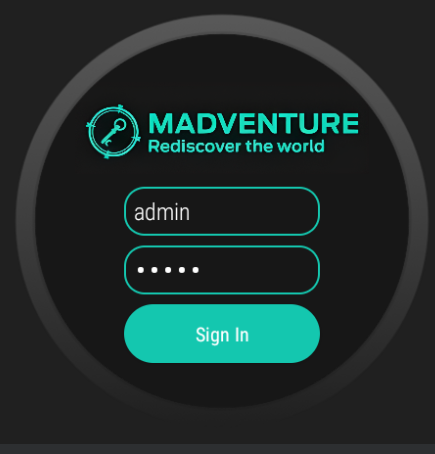 MADVENTURE
Rediscover the world
admin
•••••
Sign In